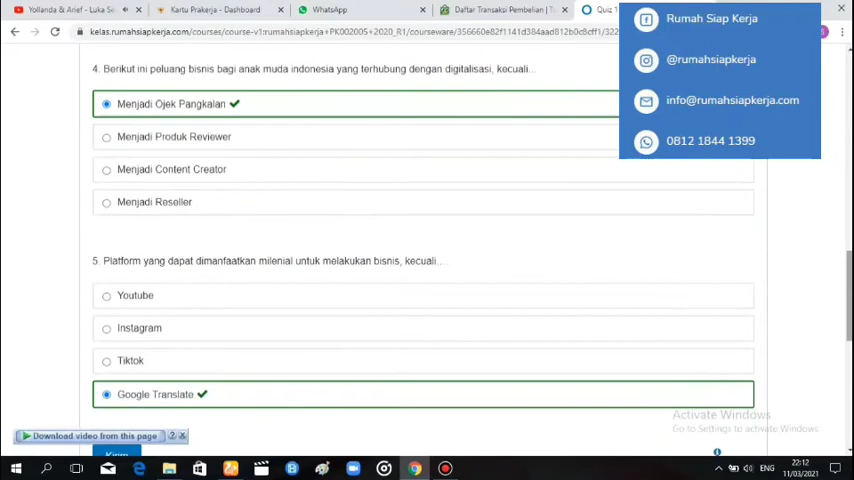 Yollanda & Arief - Luka Se
Kartu Prakerja - Dashboard
WhatsApp
Daftar Transaksi Pembelian | T
Quiz 1
kelas.rumahsiapkerja.com/courses/course-v1:rumahsiapkerja+PK002005+2020_R1/courseware/356660e82f1141d384aad812b0c8cff1/322
Rumah Siap Kerja
@rumahsiapkerja
info@rumahsiapkerja.com
0812 1844 1399
4. Berikut ini peluang bisnis bagi anak muda indonesia yang terhubung dengan digitalisasi, kecuali...
Menjadi Ojek Pangkalan
Menjadi Produk Reviewer
Menjadi Content Creator
Menjadi Reseller
5. Platform yang dapat dimanfaatkan milenial untuk melakukan bisnis, kecuali....
Youtube
Instagram
Tiktok
Google Translate
Activate Windows
Go to Settings to activate Windows.
Download video from this page
Kirim
ENG
22:12
11/03/2021